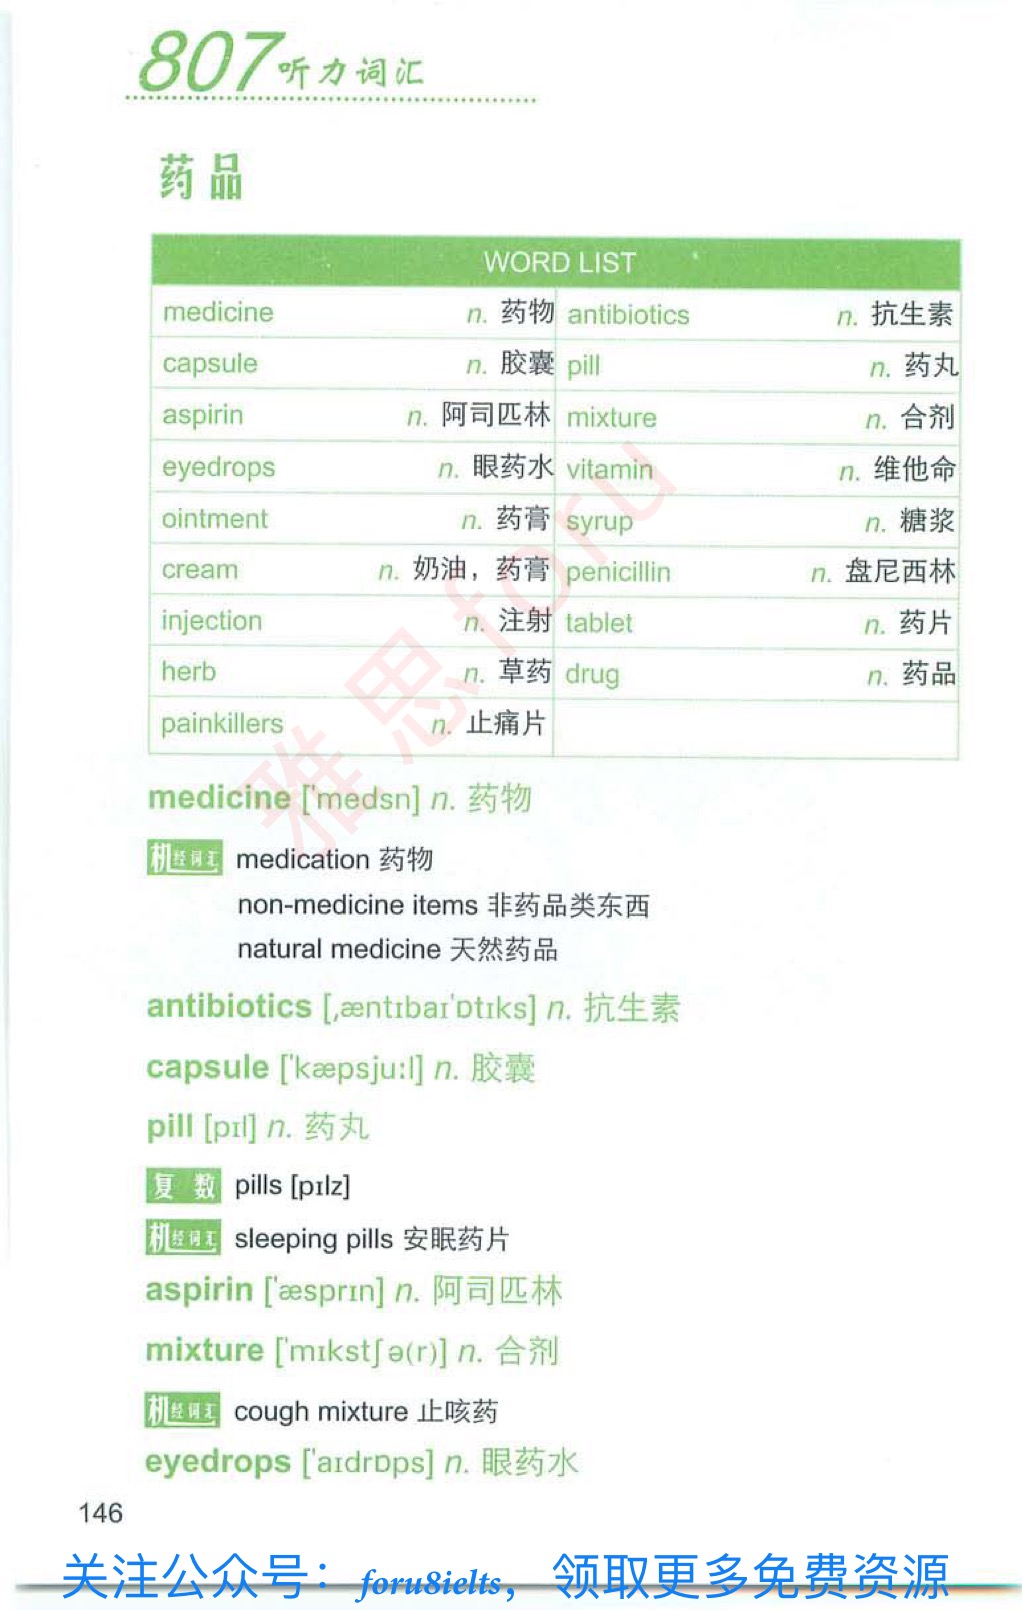 807听力词汇
药品
WORD LIST
medicine n. 药物 antibiotics n. 抗生素
capsule n. 胶囊 pill n. 药丸
aspirin n. 阿司匹林 mixture n. 合剂
eyedrops n. 眼药水 vitamin n. 维他命
ointment n. 药膏 syrup n. 糖浆
cream n. 奶油，药膏 penicillin n. 盘尼西林
injection n. 注射 tablet n. 药片
herb n. 草药 drug n. 药品
painkillers n. 止痛片
雅思foru
medicine ['medsn] n. 药物
机经词汇 medication 药物
non-medicine items 非药品类东西
natural medicine 天然药品
antibiotics [ˌæntɪbaɪ'ɒtɪks] n. 抗生素
capsule ['kæpsju:l] n. 胶囊
pill [pɪl] n. 药丸
复数 pills [pɪlz]
机经词汇 sleeping pills 安眠药片
aspirin ['æsprɪn] n. 阿司匹林
mixture ['mɪkstʃə(r)] n. 合剂
机经词汇 cough mixture 止咳药
eyedrops ['aɪdrɒps] n. 眼药水
146
关注公众号：foru8ielts，领取更多免费资源